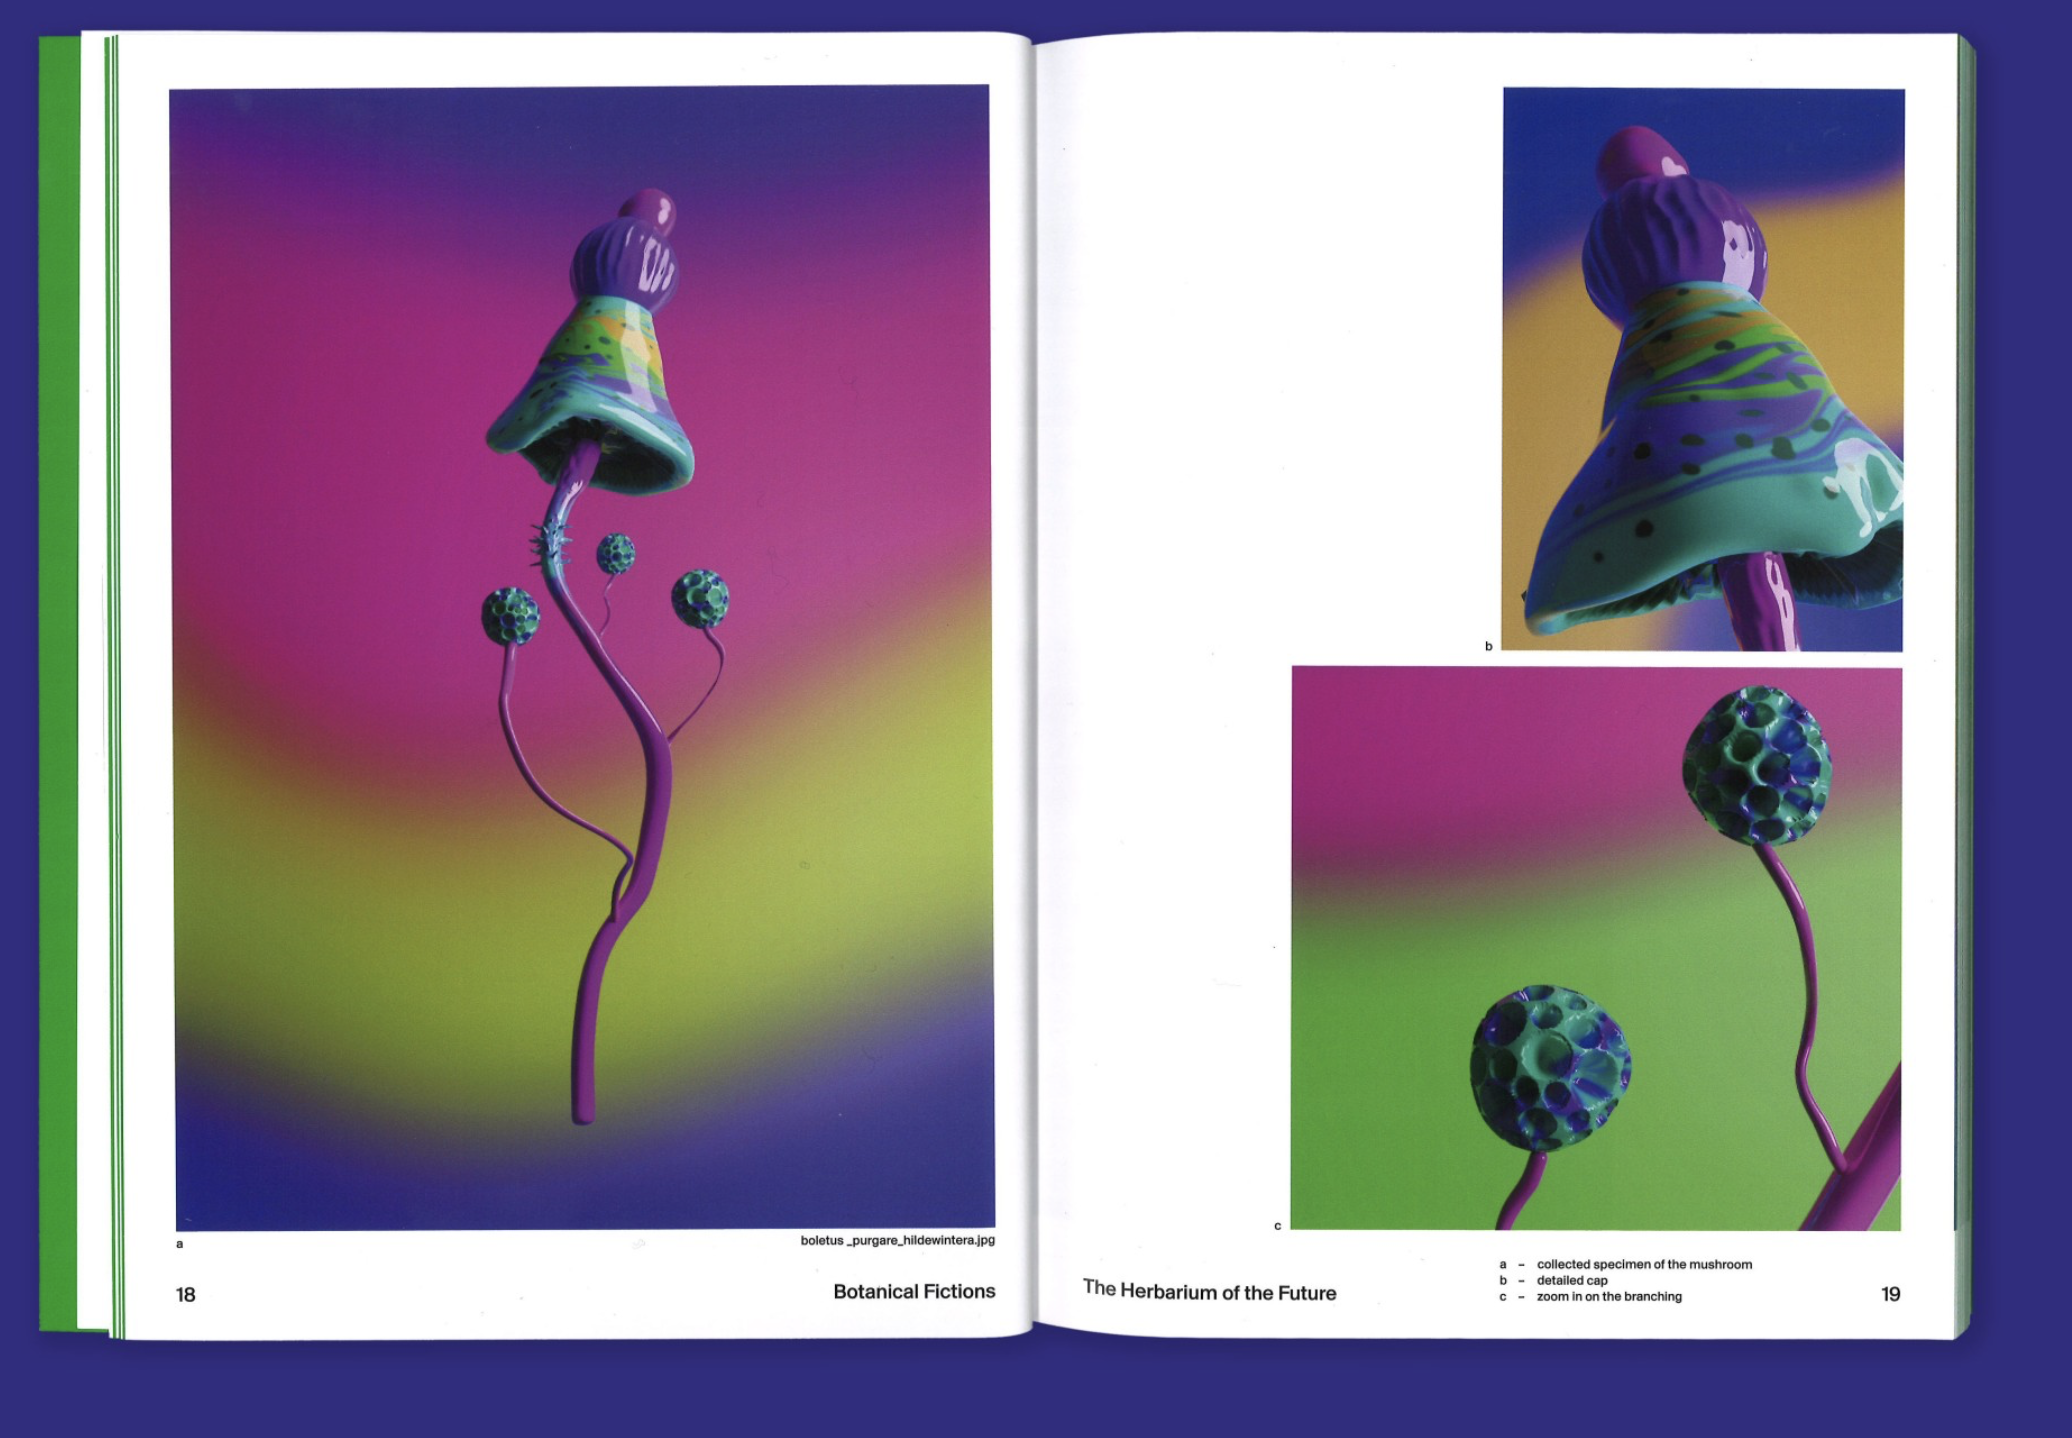 a
boletus _purgare_hildewintera.jpg
18
Botanical Fictions
b
c
The Herbarium of the Future
a – collected specimen of the mushroom
b – detailed cap
c – zoom in on the branching
19